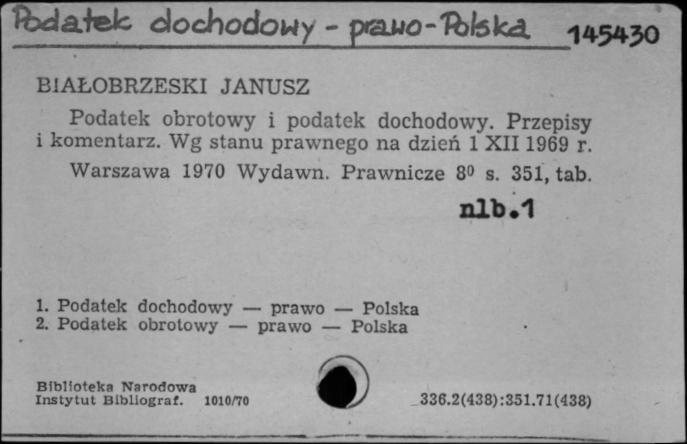 Podatek dochodowy - prawo - Polska 145430
BIAŁOBRZESKI JANUSZ
Podatek obrotowy i podatek dochodowy. Przepisy
i komentarz. Wg stanu prawnego na dzień 1 XII 1969 r.
Warszawa 1970 Wydawn. Prawnicze 8⁰ s. 351, tab.
nlb.1
1. Podatek dochodowy — prawo — Polska
2. Podatek obrotowy — prawo — Polska
Biblioteka Narodowa
Instytut Bibliograf. 1010/70 336.2(438):351.71(438)